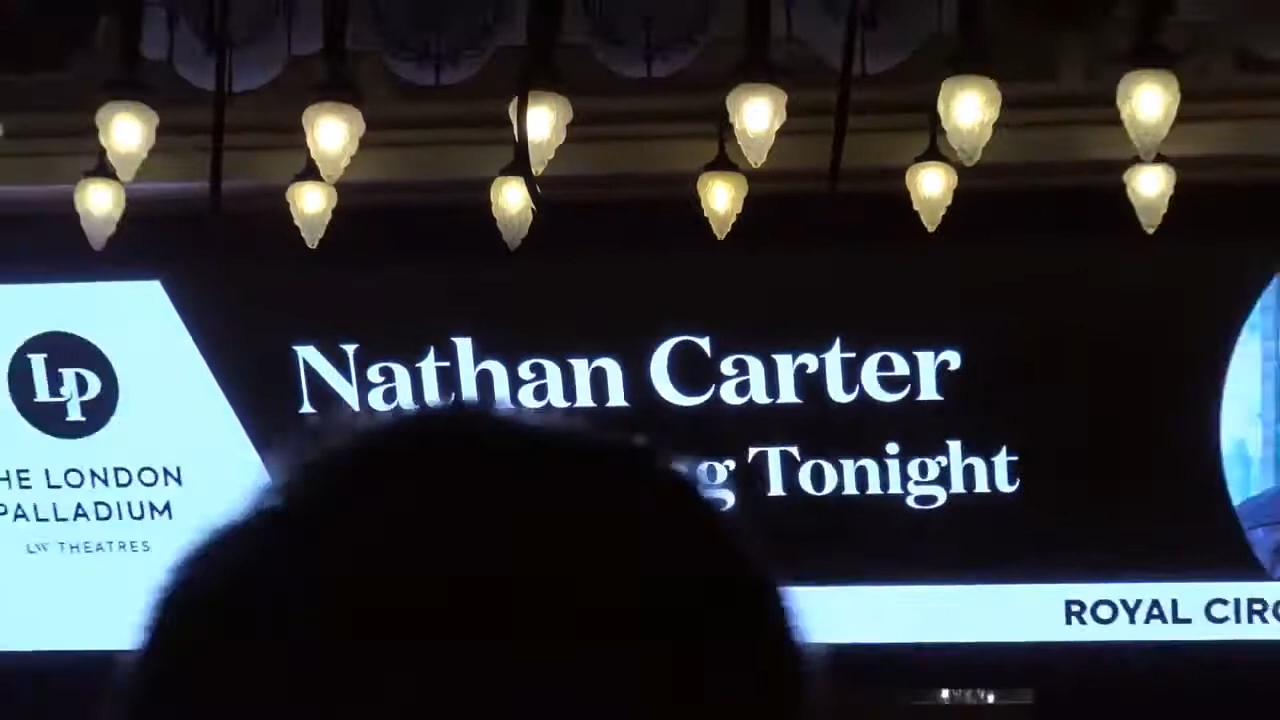 LP
HE LONDON
PALLADIUM
LW THEATRES
Nathan Carter
g Tonight
ROYAL CIRC